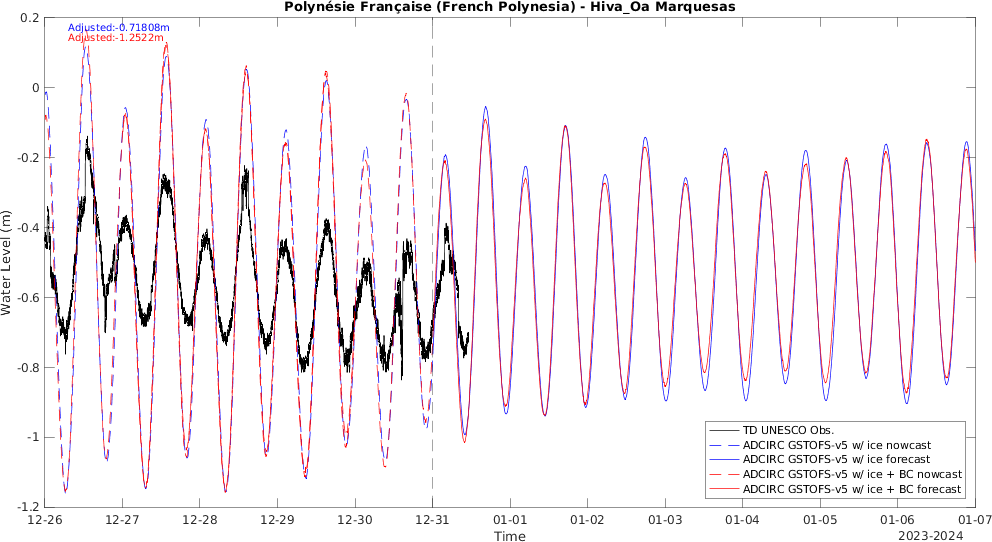 Polynésie Française (French Polynesia) - Hiva_Oa Marquesas
Adjusted:-0.71808m
Adjusted:-1.2522m
0.2
0
-0.2
-0.4
-0.6
-0.8
-1
-1.2
Water Level (m)
TD UNESCO Obs.
ADCIRC GSTOFS-v5 w/ ice nowcast
ADCIRC GSTOFS-v5 w/ ice forecast
ADCIRC GSTOFS-v5 w/ ice + BC nowcast
ADCIRC GSTOFS-v5 w/ ice + BC forecast
12-26 12-27 12-28 12-29 12-30 12-31 01-01 01-02 01-03 01-04 01-05 01-06 01-07
Time
2023-2024